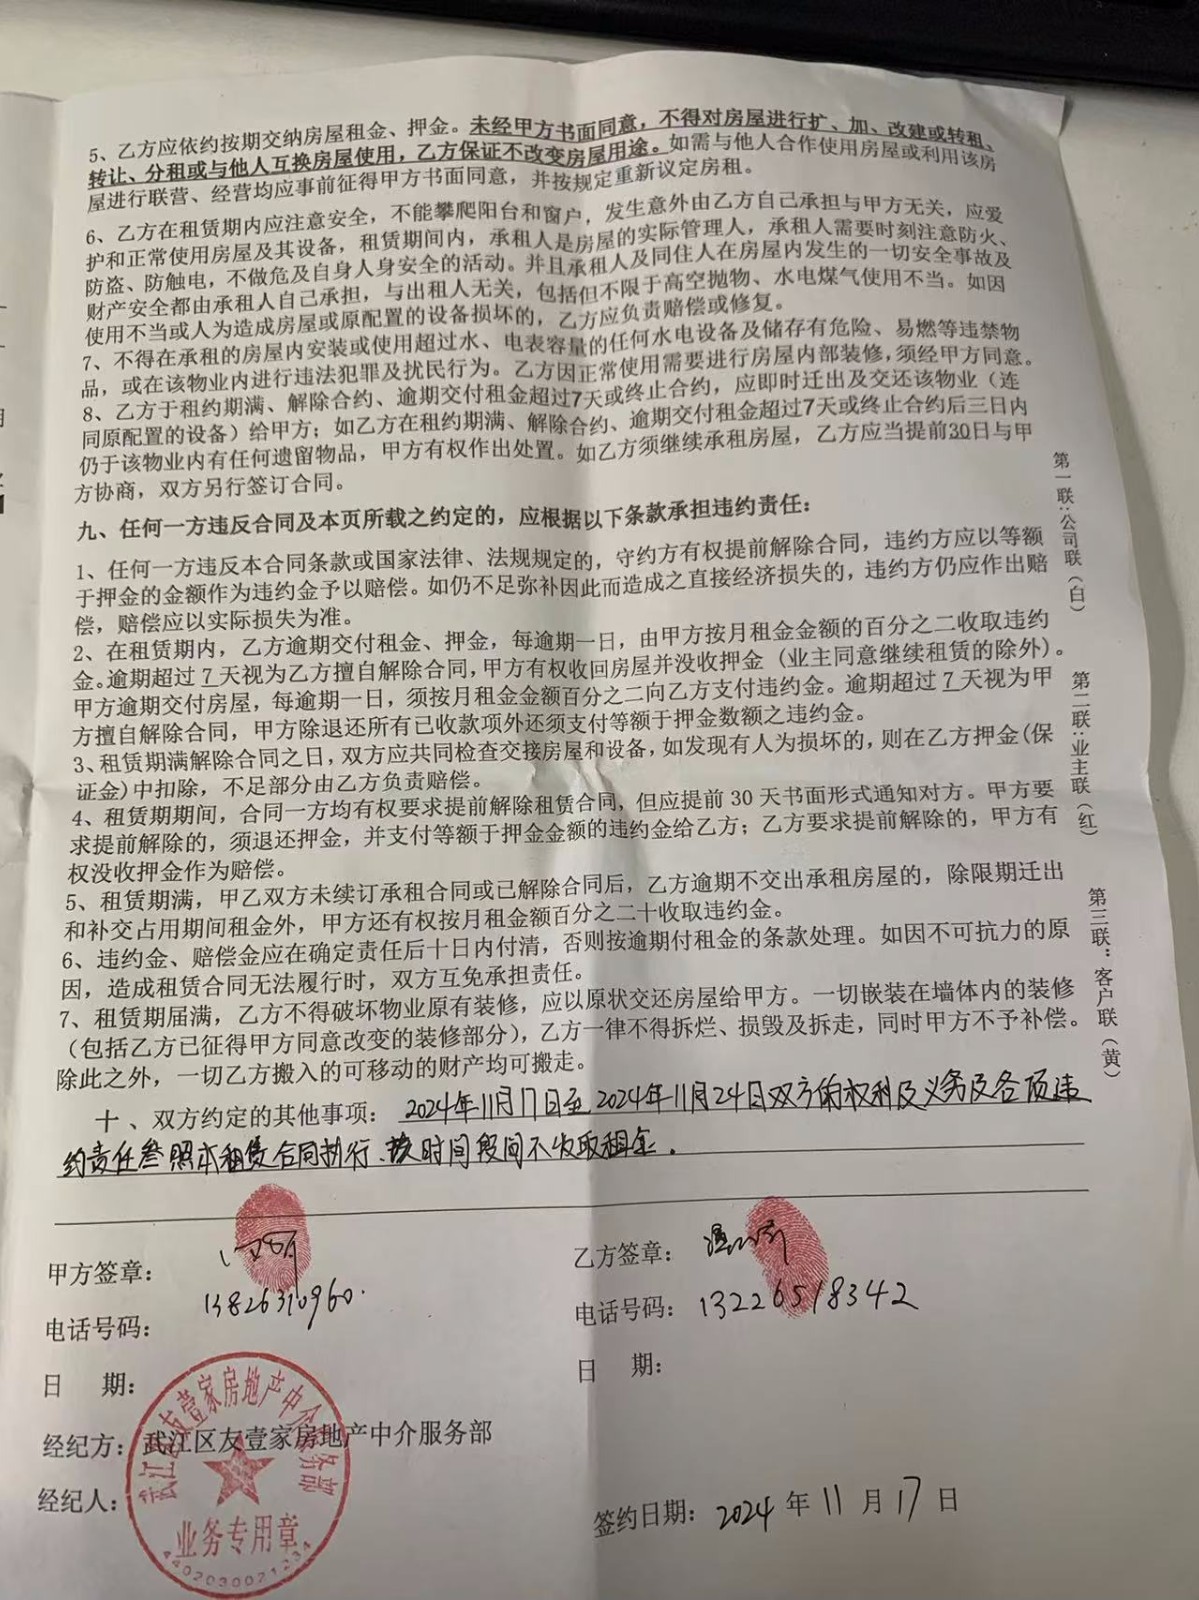 5、乙方应依约按期交纳房屋租金、押金。未经甲方书面同意，不得对房屋进行扩、加、改建或转租、
转让、分租或与他人互换房屋使用，乙方保证不改变房屋用途。如需与他人合作使用房屋或利用该房
屋进行联营、经营均应事前征得甲方书面同意，并按规定重新议定房租。
6、乙方在租赁期内应注意安全，不能攀爬阳台和窗户，发生意外由乙方自己承担与甲方无关，应爱
护和正常使用房屋及其设备，租赁期间内，承租人是房屋的实际管理人，承租人需要时刻注意防火、
防盗、防触电，不做危及自身人身安全的活动。并且承租人及同住人在房屋内发生的一切安全事故及
财产安全都由承租人自己承担，与出租人无关，包括但不限于高空抛物、水电煤气使用不当。如因
使用不当或人为造成房屋或原配置的设备损坏的，乙方应负责赔偿或修复。
7、不得在承租的房屋内安装或使用超过水、电表容量的任何水电设备及储存有危险、易燃等违禁物
品，或在该物业内进行违法犯罪及扰民行为。乙方因正常使用需要进行房屋内部装修，须经甲方同意。
8、乙方于租约期满、解除合约、逾期交付租金超过7天或终止合约，应即时迁出及交还该物业（连
同原配置的设备）给甲方；如乙方在租约期满、解除合约、逾期交付租金超过7天或终止合约后三日内
仍于该物业内有任何遗留物品，甲方有权作出处置。如乙方须继续承租房屋，乙方应当提前30日与甲
方协商，双方另行签订合同。
九、任何一方违反合同及本页所载之约定的，应根据以下条款承担违约责任：
1、任何一方违反本合同条款或国家法律、法规规定的，守约方有权提前解除合同，违约方应以等额
于押金的金额作为违约金予以赔偿。如仍不足弥补因此而造成之直接经济损失的，违约方仍应作出赔
偿，赔偿应以实际损失为准。
2、在租赁期内，乙方逾期交付租金、押金，每逾期一日，由甲方按月租金金额的百分之二收取违约
金。逾期超过 7 天视为乙方擅自解除合同，甲方有权收回房屋并没收押金（业主同意继续租赁的除外）。
甲方逾期交付房屋，每逾期一日，须按月租金金额百分之二向乙方支付违约金。逾期超过 7 天视为甲
方擅自解除合同，甲方除退还所有已收款项外还须支付等额于押金数额之违约金。
3、租赁期满解除合同之日，双方应共同检查交接房屋和设备，如发现有人为损坏的，则在乙方押金(保
证金)中扣除，不足部分由乙方负责赔偿。
4、租赁期期间，合同一方均有权要求提前解除租赁合同，但应提前 30 天书面形式通知对方。甲方要
求提前解除的，须退还押金，并支付等额于押金金额的违约金给乙方；乙方要求提前解除的，甲方有
权没收押金作为赔偿。
5、租赁期满，甲乙双方未续订承租合同或已解除合同后，乙方逾期不交出承租房屋的，除限期迁出
和补交占用期间租金外，甲方还有权按月租金额百分之二十收取违约金。
6、违约金、赔偿金应在确定责任后十日内付清，否则按逾期付租金的条款处理。如因不可抗力的原
因，造成租赁合同无法履行时，双方互免承担责任。
7、租赁期届满，乙方不得破坏物业原有装修，应以原状交还房屋给甲方。一切嵌装在墙体内的装修
（包括乙方已征得甲方同意改变的装修部分），乙方一律不得拆烂、损毁及拆走，同时甲方不予补偿。
除此之外，一切乙方搬入的可移动的财产均可搬走。
十、双方约定的其他事项：2024年11月17日至2024年11月24日双方的权利及义务及各项违
约责任参照本租赁合同执行、该时间段间不收取租金。
甲方签章：
电话号码：13826310960.
日 期：
经纪方：武江区友壹家房地产中介服务部
经纪人：
乙方签章：
电话号码：13226518342
日 期：
签约日期：2024 年 11 月 17 日
武江区友壹家房地产中介服务部
业务专用章
4402030021234
第一联：公司联（白）
第二联：业主联（红）
第三联：客户联（黄）